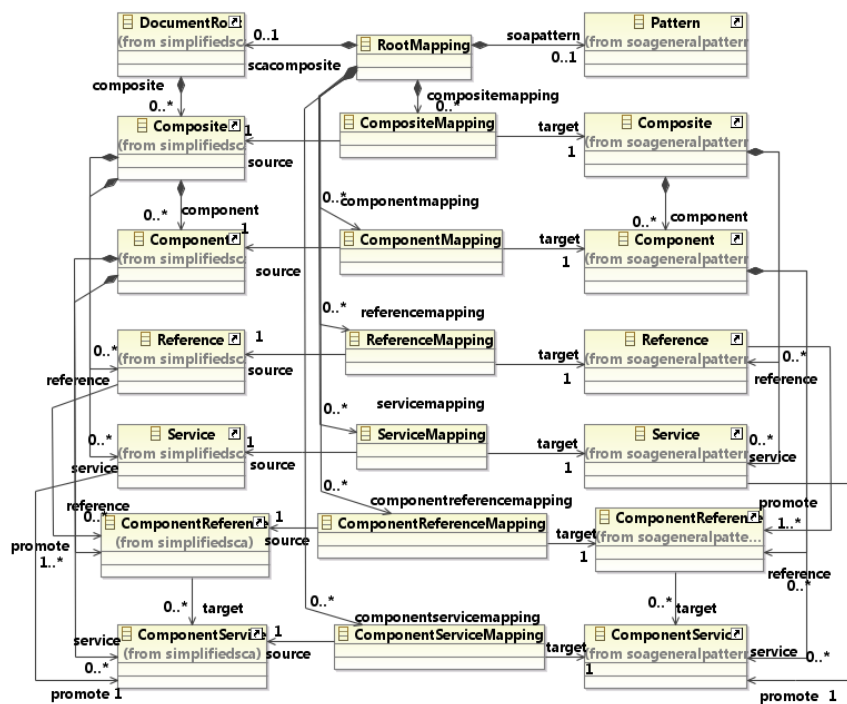 DocumentRoot
(from simplifiedsca
0..1
RootMapping
soapattern
0..1
Pattern
(from soageneralpattern
scacomposite
composite
0..*
compositemapping
0..*
Composite
(from simplifiedsca
1
source
CompositeMapping
target
1
Composite
(from soageneralpattern
0..*
component
0..*
componentmapping
0..*
component
Component
(from simplifiedsca
1
source
ComponentMapping
target
1
Component
(from soageneralpattern
referencemapping
0..*
Reference
(from simplifiedsca
1
source
0..*
reference
ReferenceMapping
target
1
Reference
(from soageneralpattern
0..*
reference
servicemapping
0..*
Service
(from simplifiedsca
1
source
0..*
service
ServiceMapping
target
1
Service
(from soageneralpattern
0..*
service
0..*
componentreferencemapping
reference
0..*
promote
1..*
ComponentReference
(from simplifiedsca)
1
source
ComponentReferenceMapping
target
1
ComponentReference
(from soageneralpatte...
promote
1..*
reference
0..*
0..*
target
0..*
componentservicemapping
0..*
target
service
0..*
promote 1
ComponentService
(from simplifiedsca)
1
source
ComponentServiceMapping
target
1
ComponentService
(from soageneralpattern
service
0..*
promote 1